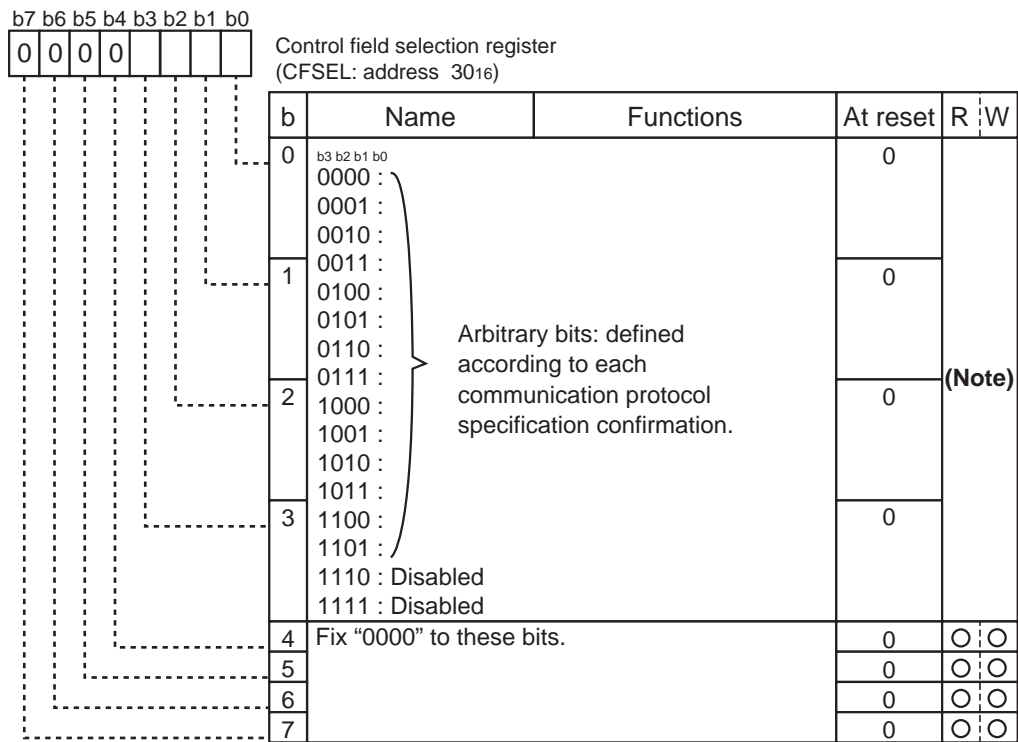 b7 b6 b5 b4 b3 b2 b1 b0
0 0 0 0
Control field selection register
(CFSEL: address 3016)
b Name Functions At reset R W
0 b3 b2 b1 b0 0
0000 :
0001 :
0010 :
0011 :
1 0
0100 :
0101 :
0110 :
0111 :
Arbitrary bits: defined
according to each
communication protocol
specification confirmation.
(Note)
2 0
1000 :
1001 :
1010 :
1011 :
3 0
1100 :
1101 :
1110 : Disabled
1111 : Disabled
4 Fix “0000” to these bits. 0 O O
5 0 O O
6 0 O O
7 0 O O